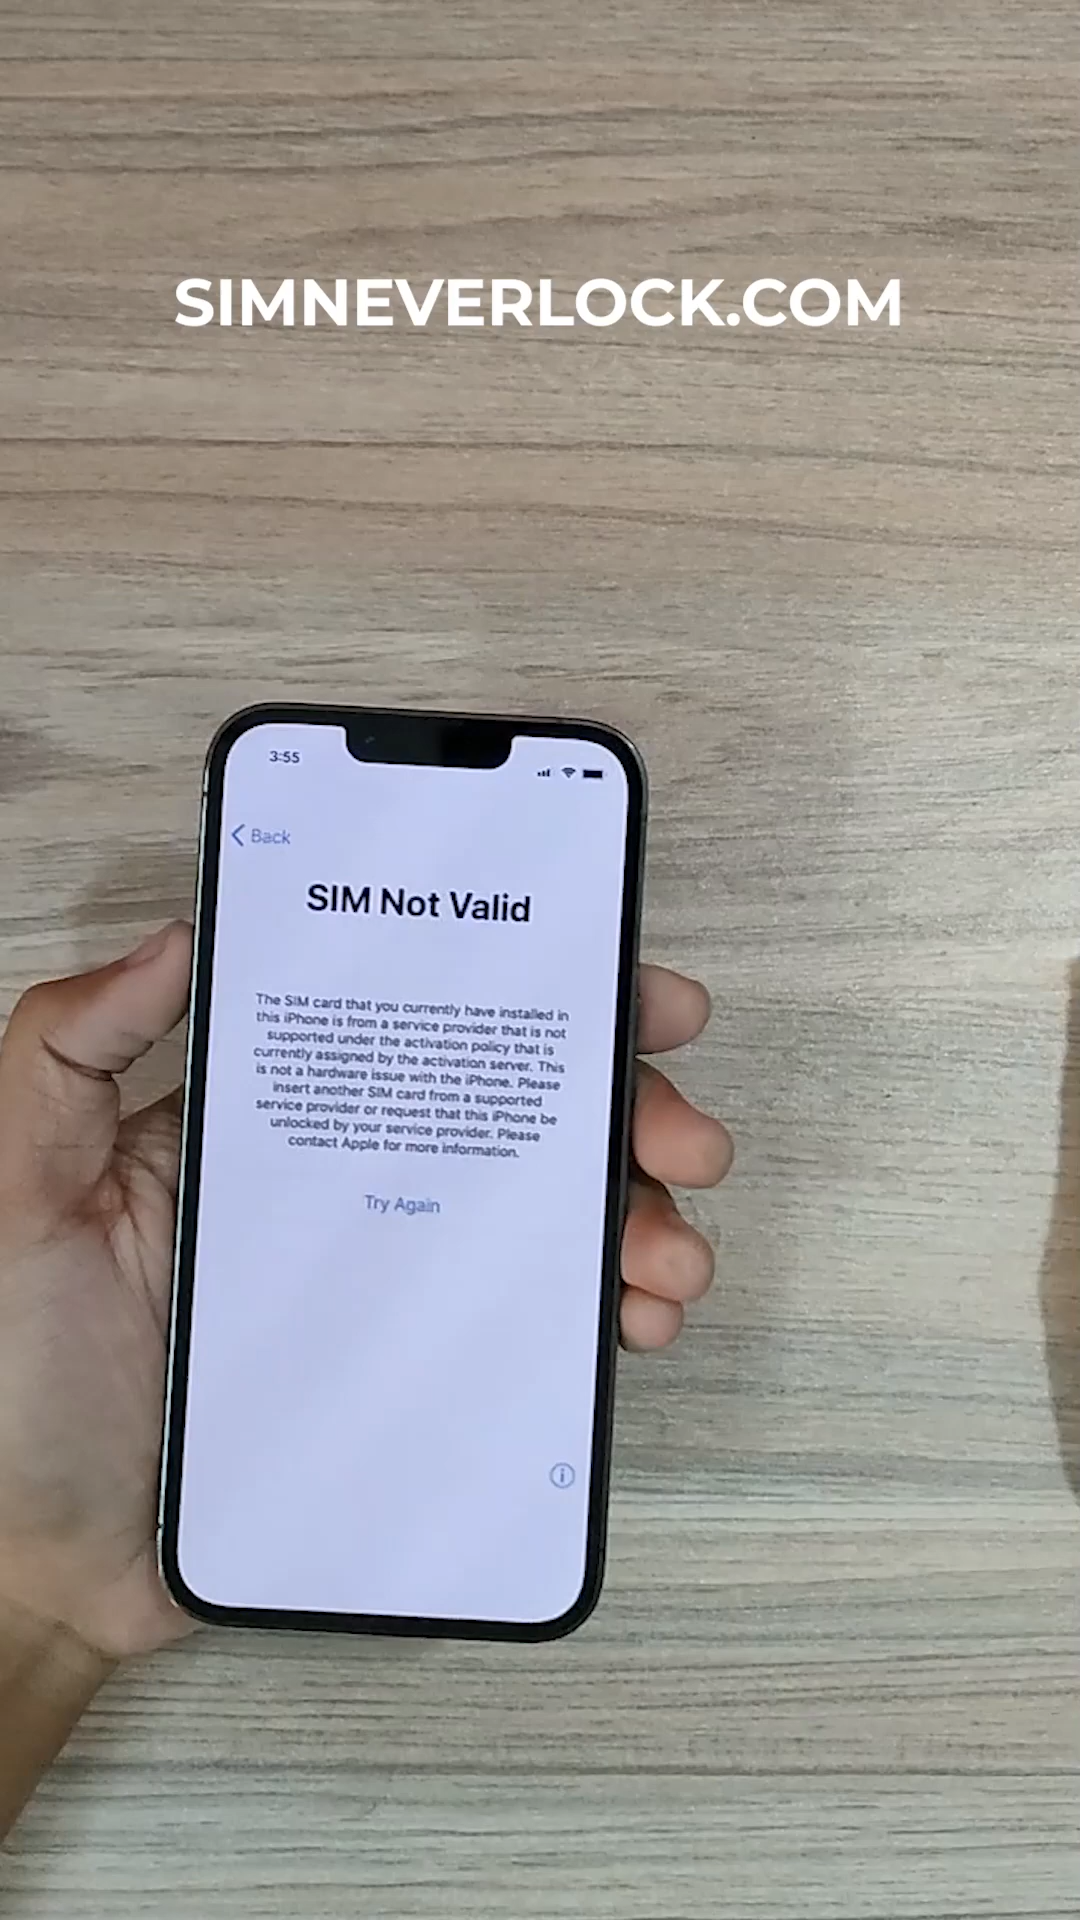 SIMNEVERLOCK.COM
3:55
Back
SIM Not Valid
The SIM card that you currently have installed in
this iPhone is from a service provider that is not
supported under the activation policy that is
currently assigned by the activation server. This
is not a hardware issue with the iPhone. Please
insert another SIM card from a supported
service provider or request that this iPhone be
unlocked by your service provider. Please
contact Apple for more information.
Try Again